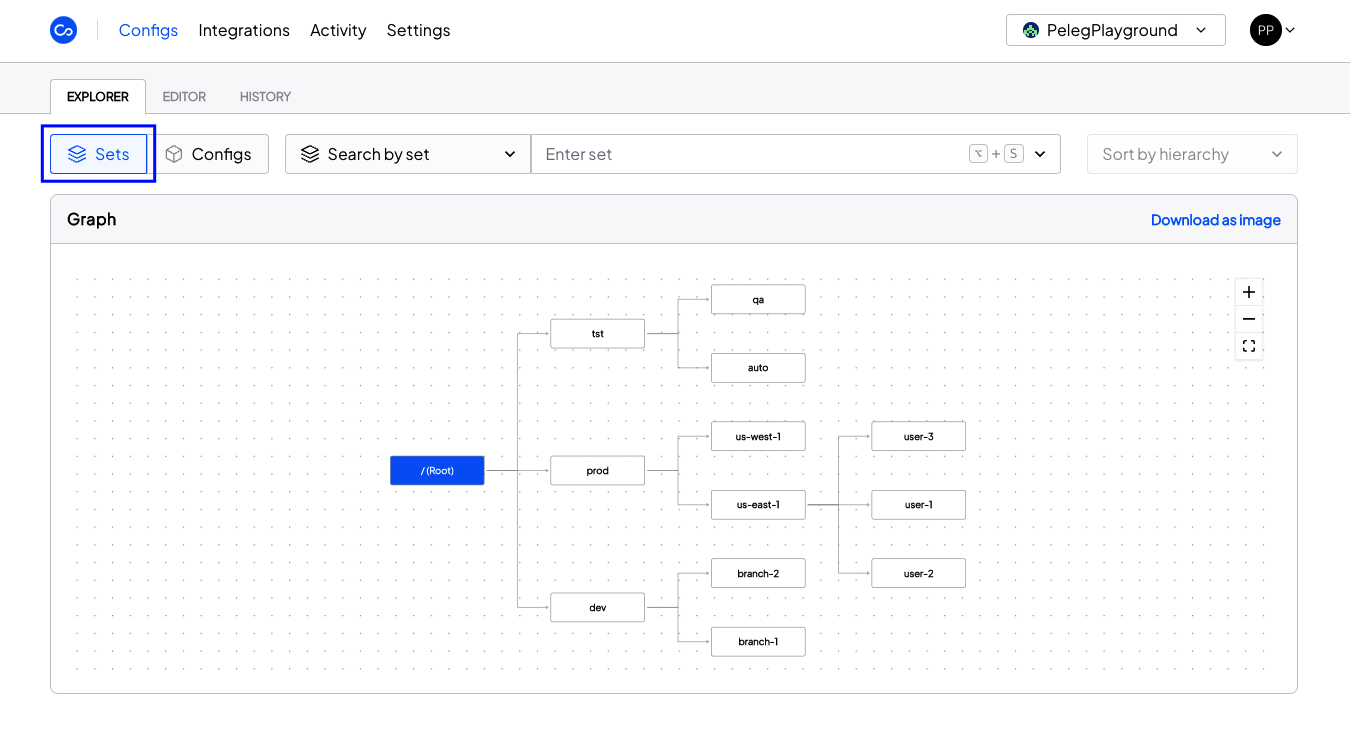 Configs Integrations Activity Settings PelegPlayground PP
EXPLORER EDITOR HISTORY
Sets Configs Search by set Enter set ⌥ + S Sort by hierarchy
Graph Download as image
qa
tst
auto
us-west-1 user-3
/ (Root) prod
us-east-1 user-1
branch-2 user-2
dev
branch-1